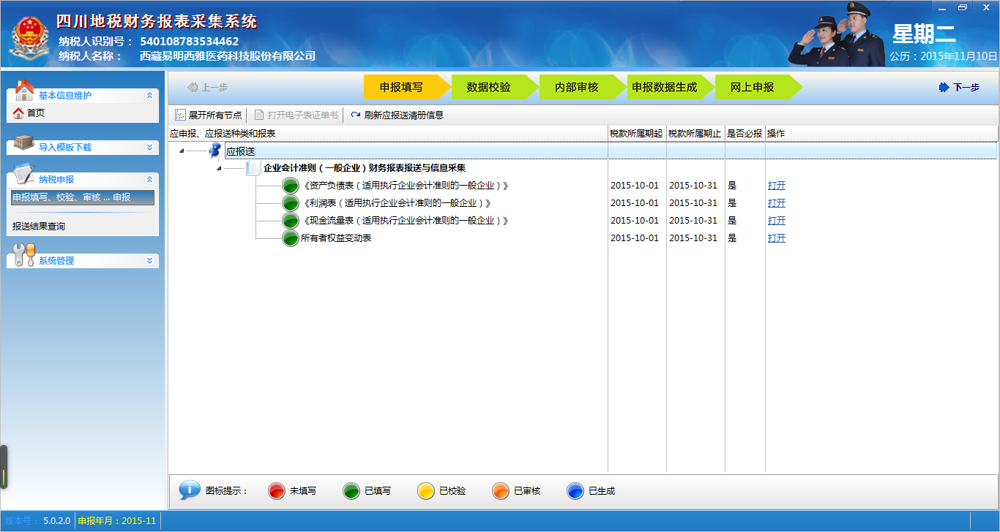 四川地税财务报表采集系统
纳税人识别号： 540108783534462
纳税人名称： 西藏易明西雅医药科技股份有限公司
星期二
公历：2015年11月10日
基本信息维护
首页
导入模板下载
纳税申报
申报填写、校验、审核 ... 申报
报送结果查询
系统管理
上一步 申报填写 数据校验 内部审核 申报数据生成 网上申报 下一步
展开所有节点 打开电子表证单书 刷新应报送清册信息
应申报、应报送种类和报表 税款所属期起 税款所属期止 是否必报 操作
应报送
企业会计准则（一般企业）财务报表报送与信息采集
《资产负债表（适用执行企业会计准则的一般企业）》 2015-10-01 2015-10-31 是 打开
《利润表（适用执行企业会计准则的一般企业）》 2015-10-01 2015-10-31 是 打开
《现金流量表（适用执行企业会计准则的一般企业）》 2015-10-01 2015-10-31 是 打开
所有者权益变动表 2015-10-01 2015-10-31 是 打开
图标提示： 未填写 已填写 已校验 已审核 已生成
版本号： 5.0.2.0 申报年月：2015-11